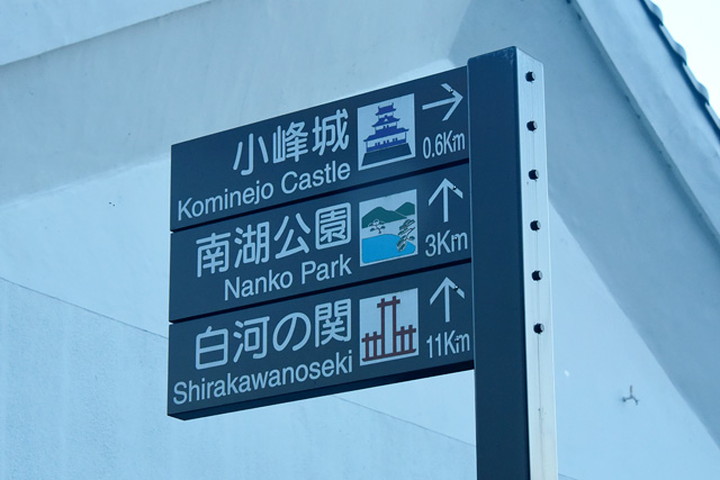 小峰城
Kominejo Castle
0.6Km
南湖公園
Nanko Park
3Km
白河の関
Shirakawanoseki
11Km